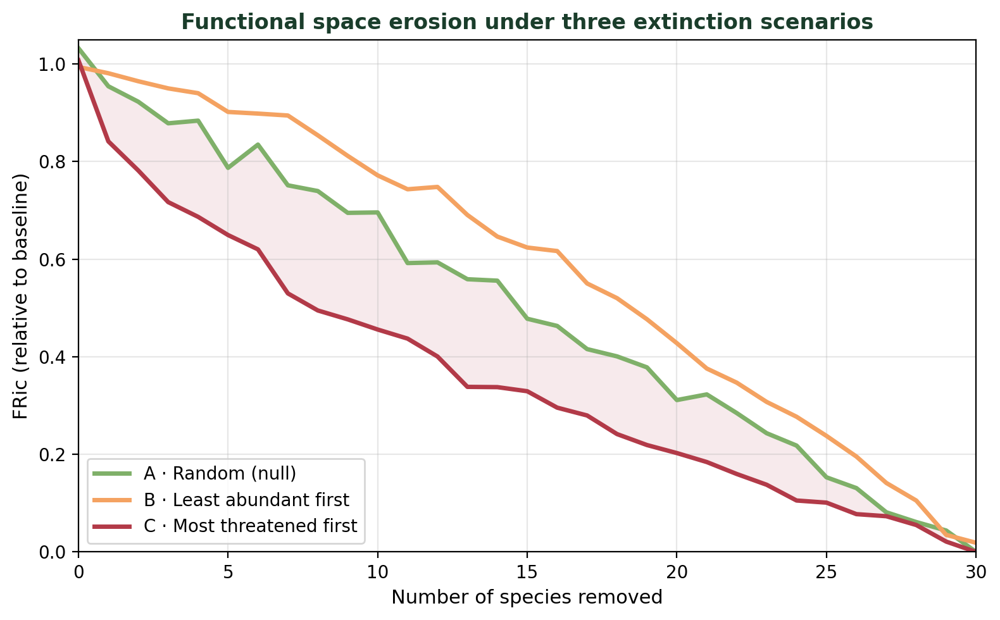 Functional space erosion under three extinction scenarios
FRic (relative to baseline)
1.0
0.8
0.6
0.4
0.2
0.0
A · Random (null)
B · Least abundant first
C · Most threatened first
0 5 10 15 20 25 30
Number of species removed